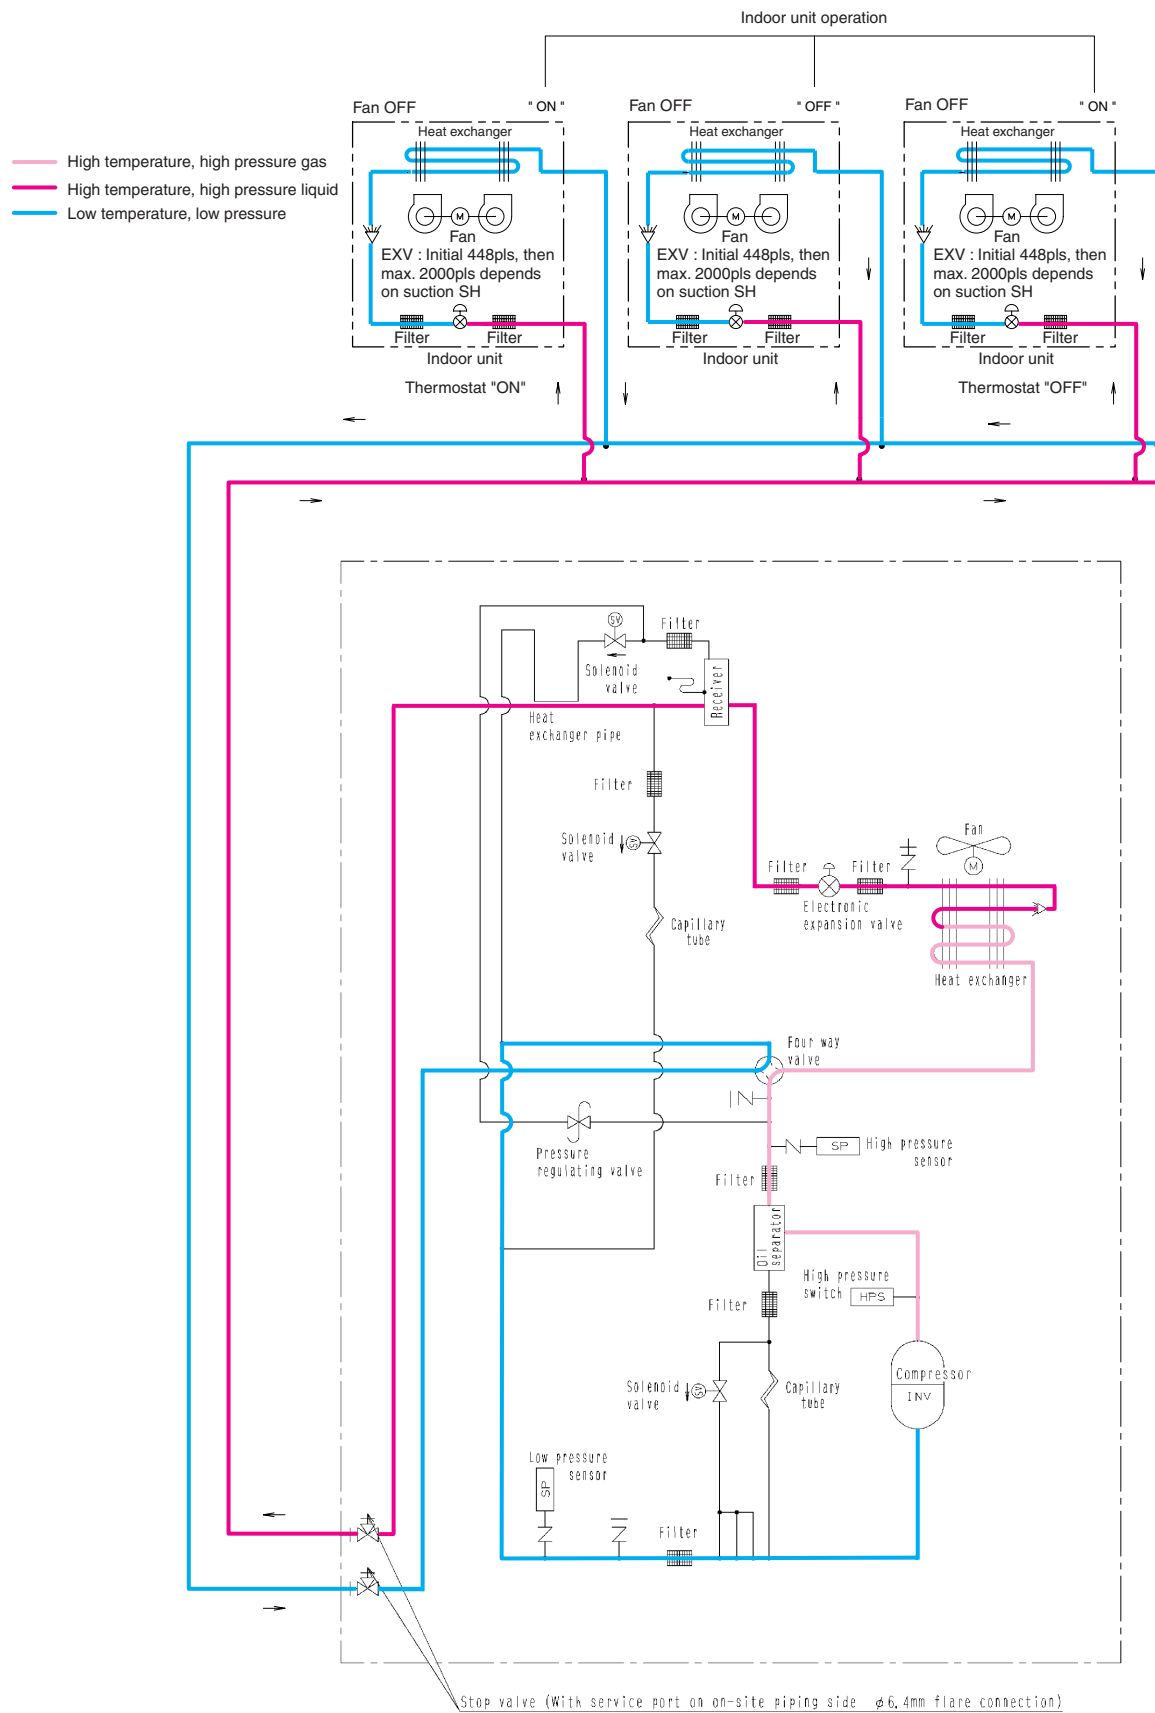 Indoor unit operation
Fan OFF
" ON "
Fan OFF
" OFF "
Fan OFF
" ON "
Heat exchanger
Heat exchanger
Heat exchanger
High temperature, high pressure gas
High temperature, high pressure liquid
Low temperature, low pressure
M
M
M
Fan
Fan
Fan
EXV : Initial 448pls, then
max. 2000pls depends
on suction SH
EXV : Initial 448pls, then
max. 2000pls depends
on suction SH
EXV : Initial 448pls, then
max. 2000pls depends
on suction SH
Filter
Filter
Filter
Filter
Filter
Filter
Indoor unit
Indoor unit
Indoor unit
Thermostat "ON"
Thermostat "OFF"
SV
Filter
Solenoid
valve
Receiver
Heat
exchanger pipe
Filter
Solenoid
valve
SV
Fan
M
Filter
Filter
Electronic
expansion valve
Capillary
tube
Heat exchanger
Four way
valve
Pressure
regulating valve
SP
High pressure
sensor
Filter
Oil
separator
High pressure
switch
HPS
Filter
Compressor
INV
Solenoid
valve
SV
Capillary
tube
Low pressure
sensor
SP
Filter
Stop valve (With service port on on-site piping side φ6.4mm flare connection)